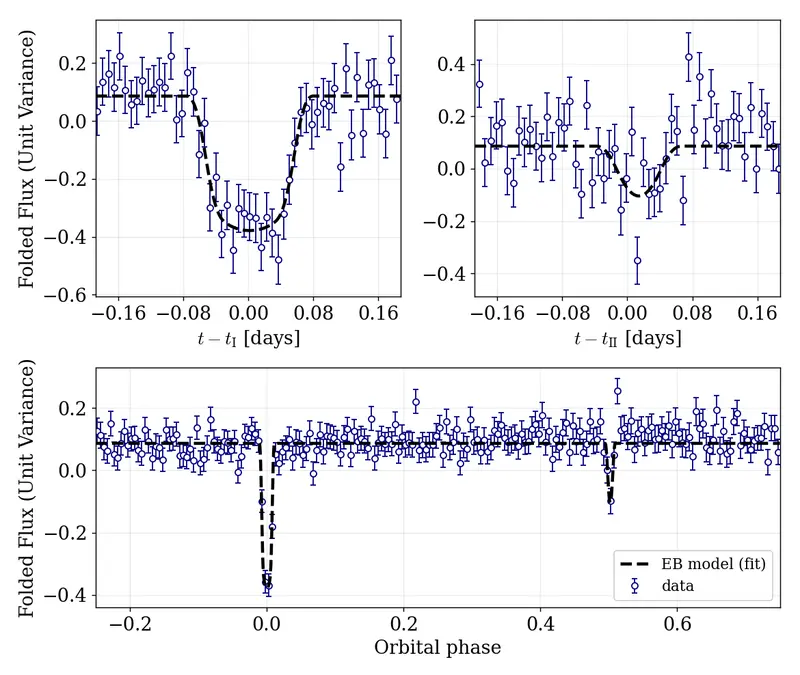 Folded Flux (Unit Variance)
0.2
0.0
−0.2
−0.4
−0.6
−0.16 −0.08 0.00 0.08 0.16
t − t_I [days]
0.4
0.2
0.0
−0.2
−0.4
−0.16 −0.08 0.00 0.08 0.16
t − t_II [days]
Folded Flux (Unit Variance)
0.2
0.0
−0.2
−0.4
−0.2 0.0 0.2 0.4 0.6
Orbital phase
EB model (fit)
data